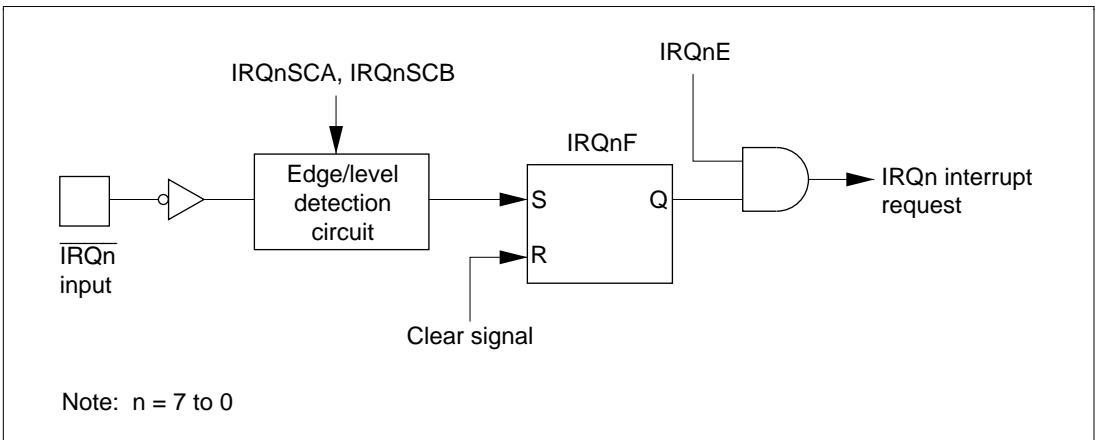 IRQnE
IRQnSCA, IRQnSCB
IRQnF
Edge/level
detection
circuit
S
Q
R
IRQn interrupt
request
IRQn
input
Clear signal
Note: n = 7 to 0